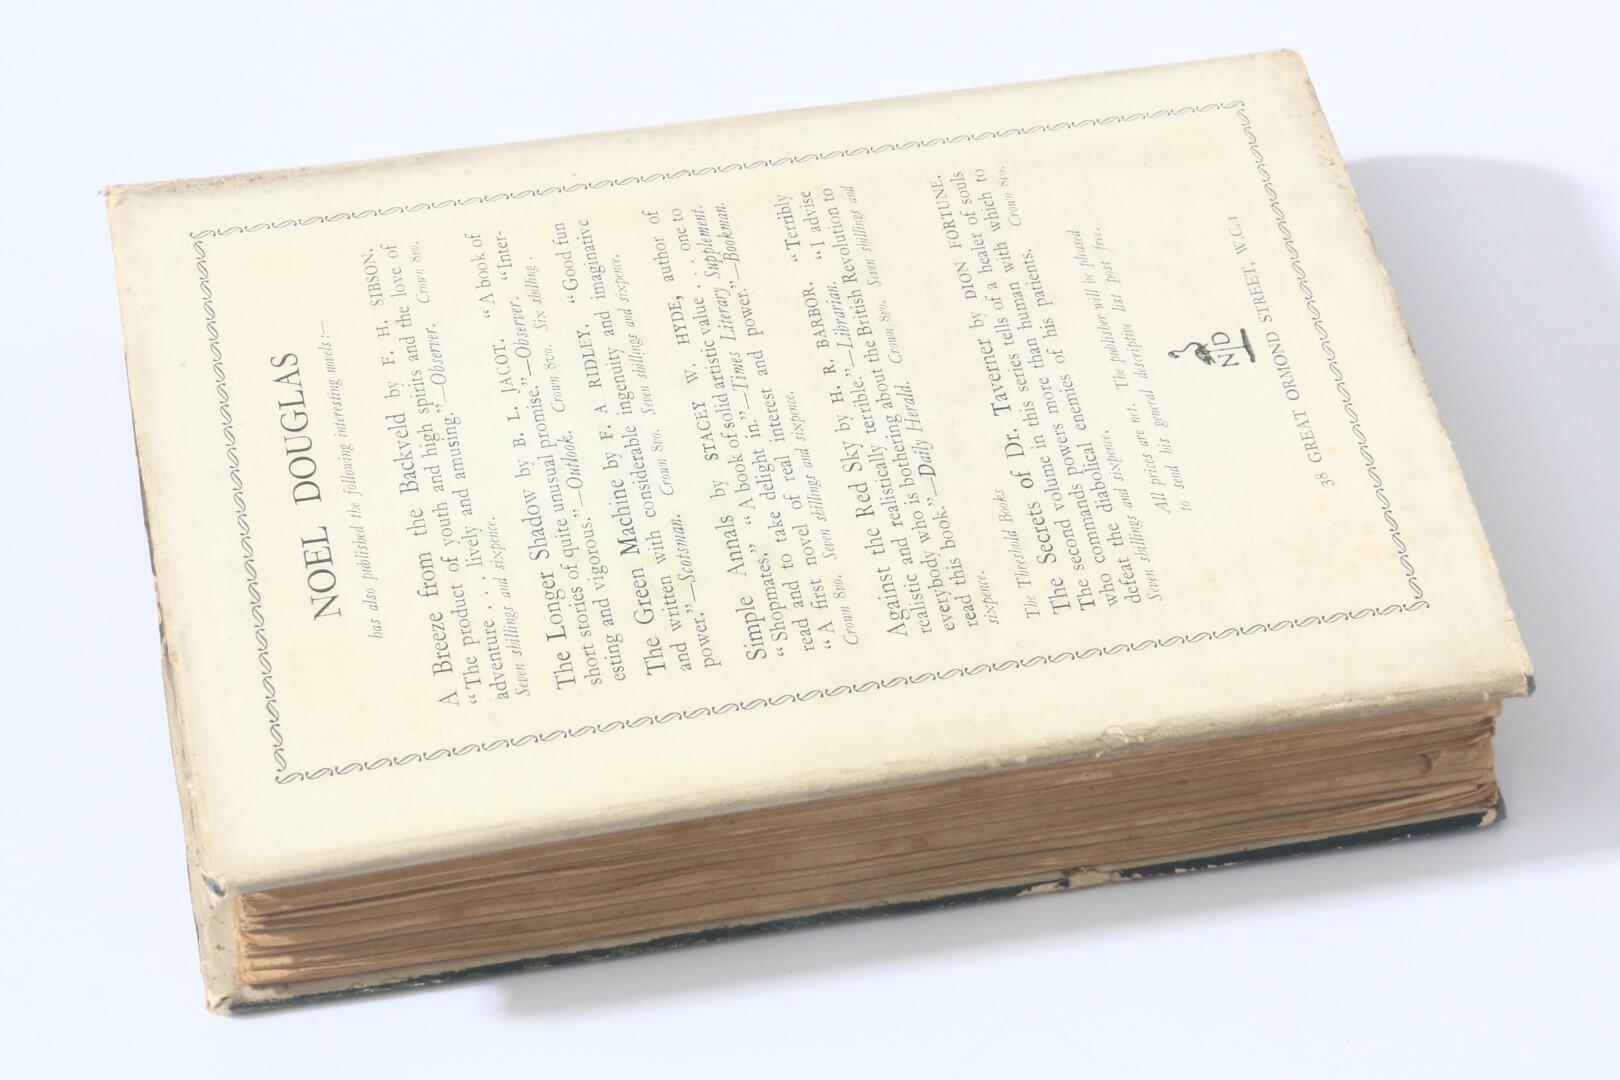 NOEL DOUGLAS
has also published the following interesting novels:—
A Breeze from the Backveld by F. H. SIBSON.
“The product of youth and high spirits and the love of
adventure . . . lively and amusing.”—Observer. Crown 8vo.
Seven shillings and sixpence.
The Longer Shadow by B. L. JACOT. “A book of
short stories of quite unusual promise.”—Observer. “Inter-
esting and vigorous.”—Outlook. Crown 8vo. Six shilling.
The Green Machine by F. A. RIDLEY. “Good fun
and written with considerable ingenuity and imaginative
power.”—Scotsman. Crown 8vo. Seven shillings and sixpence.
Simple Annals by STACEY W. HYDE, author of
“Shopmates.” “A book of solid artistic value . . . one to
read and to take delight in.”—Times Literary Supplement.
“A first novel of real interest and power.”—Bookman.
Crown 8vo. Seven shillings and sixpence.
Against the Red Sky by H. R. BARBOR. “Terribly
realistic and realistically terrible.”—Librarian. “I advise
everybody who is bothering about the British Revolution to
read this book.”—Daily Herald. Crown 8vo. Seven shillings and
sixpence.
The Threshold Books
The Secrets of Dr. Taverner by DION FORTUNE.
The second volume in this series tells of a healer of souls
who commands powers more than human with which to
defeat the diabolical enemies of his patients. Crown 8vo.
Seven shillings and sixpence.
All prices are net. The publisher will be pleased
to send his general descriptive list post free.
ND
38 GREAT ORMOND STREET, W.C.1